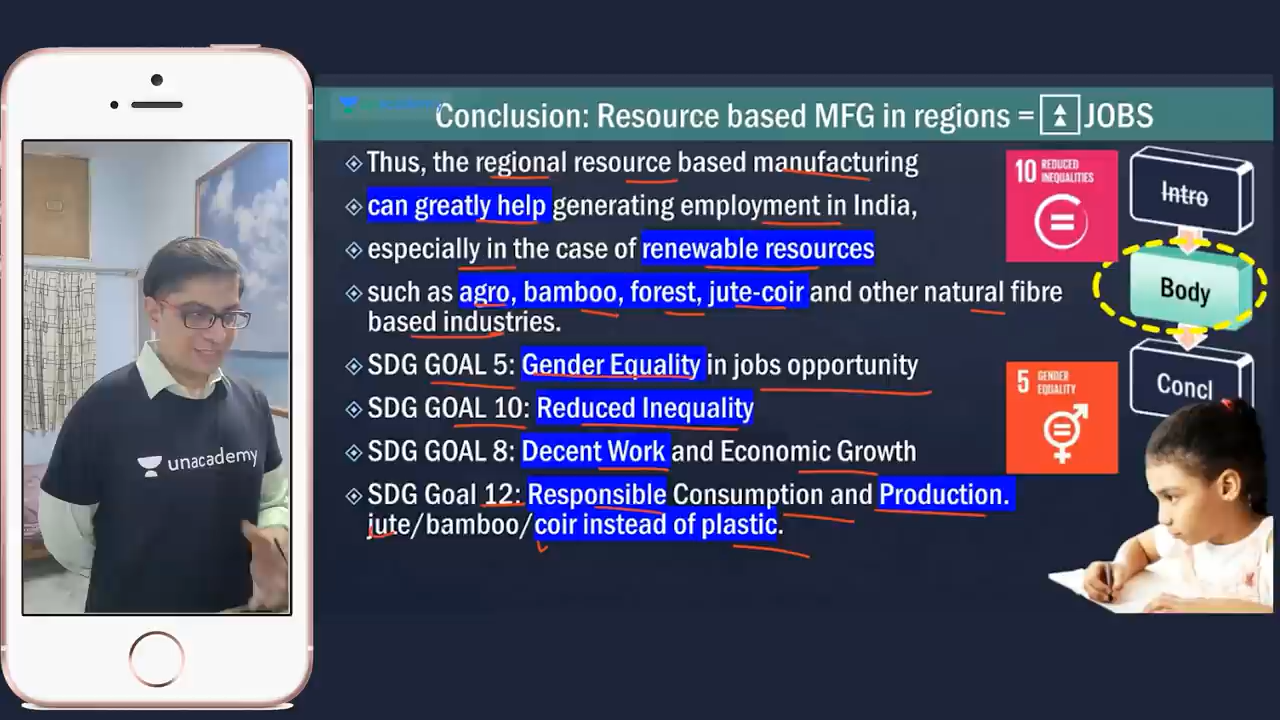 Conclusion: Resource based MFG in regions = JOBS
Thus, the regional resource based manufacturing
can greatly help generating employment in India,
especially in the case of renewable resources
such as agro, bamboo, forest, jute-coir and other natural fibre
based industries.
SDG GOAL 5: Gender Equality in jobs opportunity
SDG GOAL 10: Reduced Inequality
SDG GOAL 8: Decent Work and Economic Growth
SDG Goal 12: Responsible Consumption and Production.
jute/bamboo/coir instead of plastic.
10 REDUCED
INEQUALITIES
5 GENDER
EQUALITY
Intro
Body
Concl
unacademy